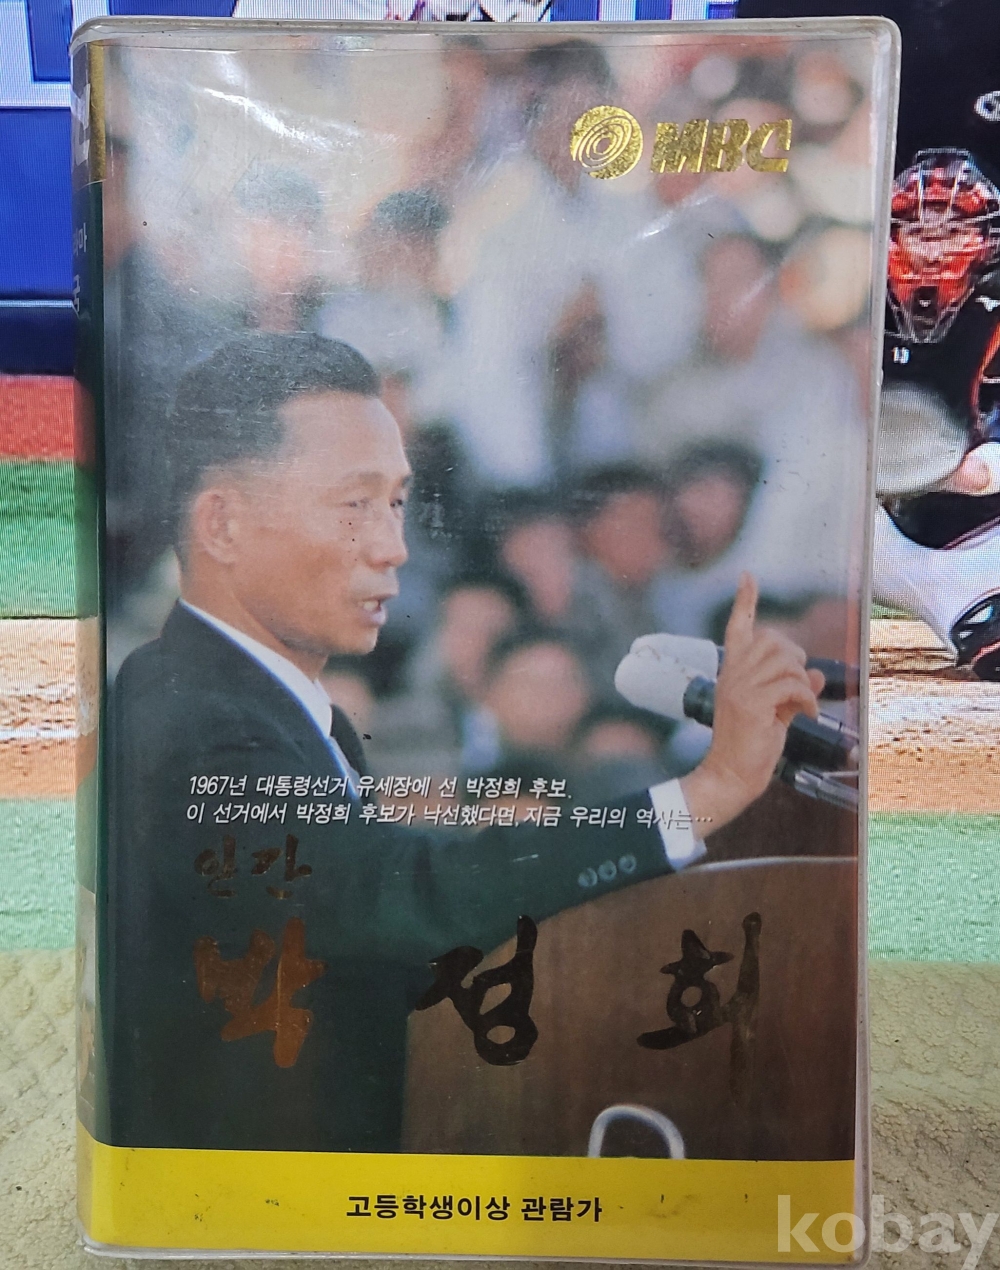 MBC
13
1967년 대통령선거 유세장에 선 박정희 후보.
이 선거에서 박정희 후보가 낙선했다면, 지금 우리의 역사는…
인간
박정희
고등학생이상 관람가
kobay